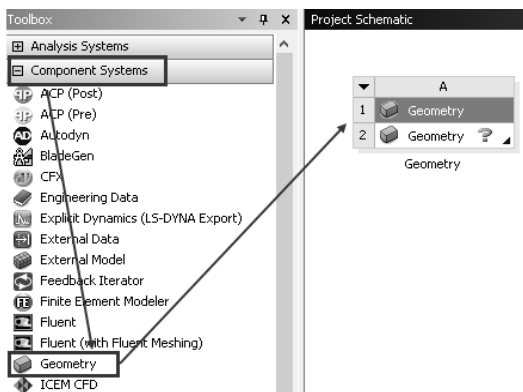 Toolbox
Analysis Systems
Component Systems
ACP (Post)
ACP (Pre)
Autodyn
BladeGen
CFX
Engineering Data
Explicit Dynamics (LS-DYNA Export)
External Data
External Model
Feedback Iterator
Finite Element Modeler
Fluent
Fluent (with Fluent Meshing)
Geometry
ICEM CFD
Project Schematic
A
1 Geometry
2 Geometry ?
Geometry